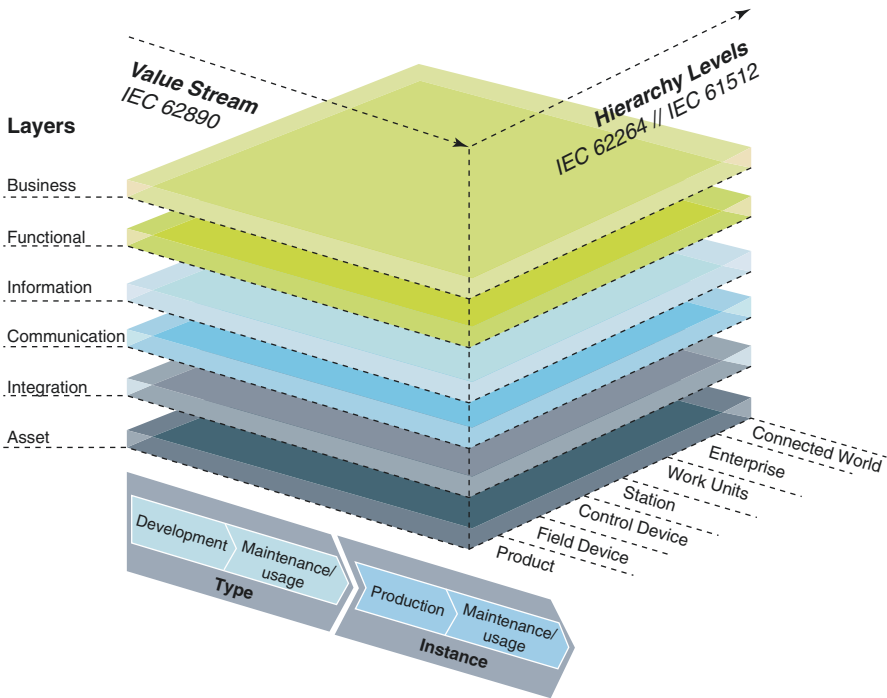 Value Stream
IEC 62890
Hierarchy Levels
IEC 62264 // IEC 61512
Layers
Business
Functional
Information
Communication
Integration
Asset
Connected World
Enterprise
Work Units
Station
Control Device
Field Device
Product
Development
Maintenance/
usage
Type
Production
Maintenance/
usage
Instance